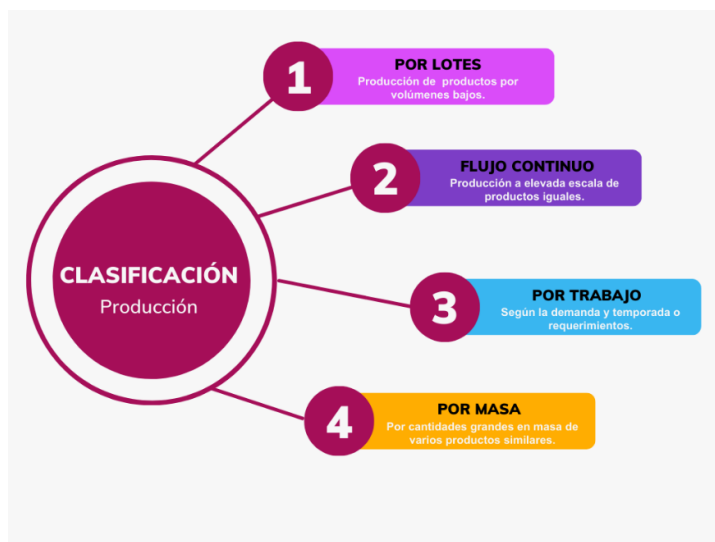 CLASIFICACIÓN
Producción
1
POR LOTES
Producción de productos por
volúmenes bajos.
2
FLUJO CONTINUO
Producción a elevada escala de
productos iguales.
3
POR TRABAJO
Según la demanda y temporada o
requerimientos.
4
POR MASA
Por cantidades grandes en masa de
varios productos similares.